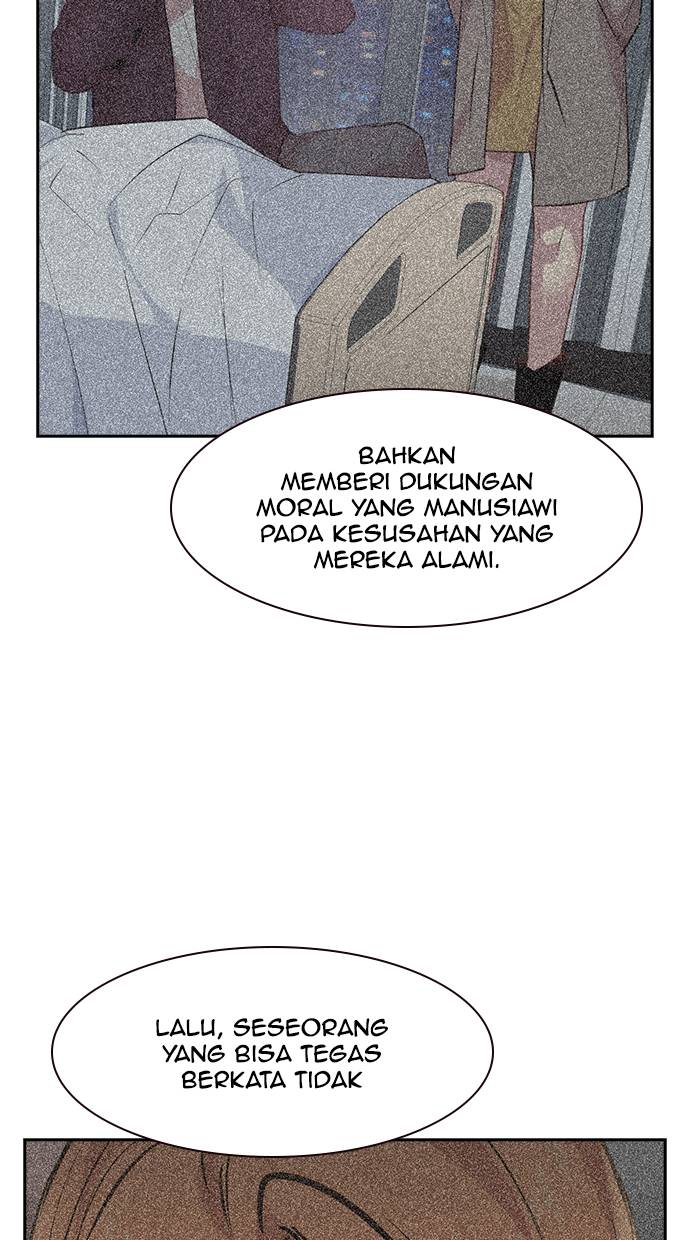 BAHKAN
MEMBERI DUKUNGAN
MORAL YANG MANUSIAWI
PADA KESUSAHAN YANG
MEREKA ALAMI.
LALU, SESEORANG
YANG BISA TEGAS
BERKATA TIDAK